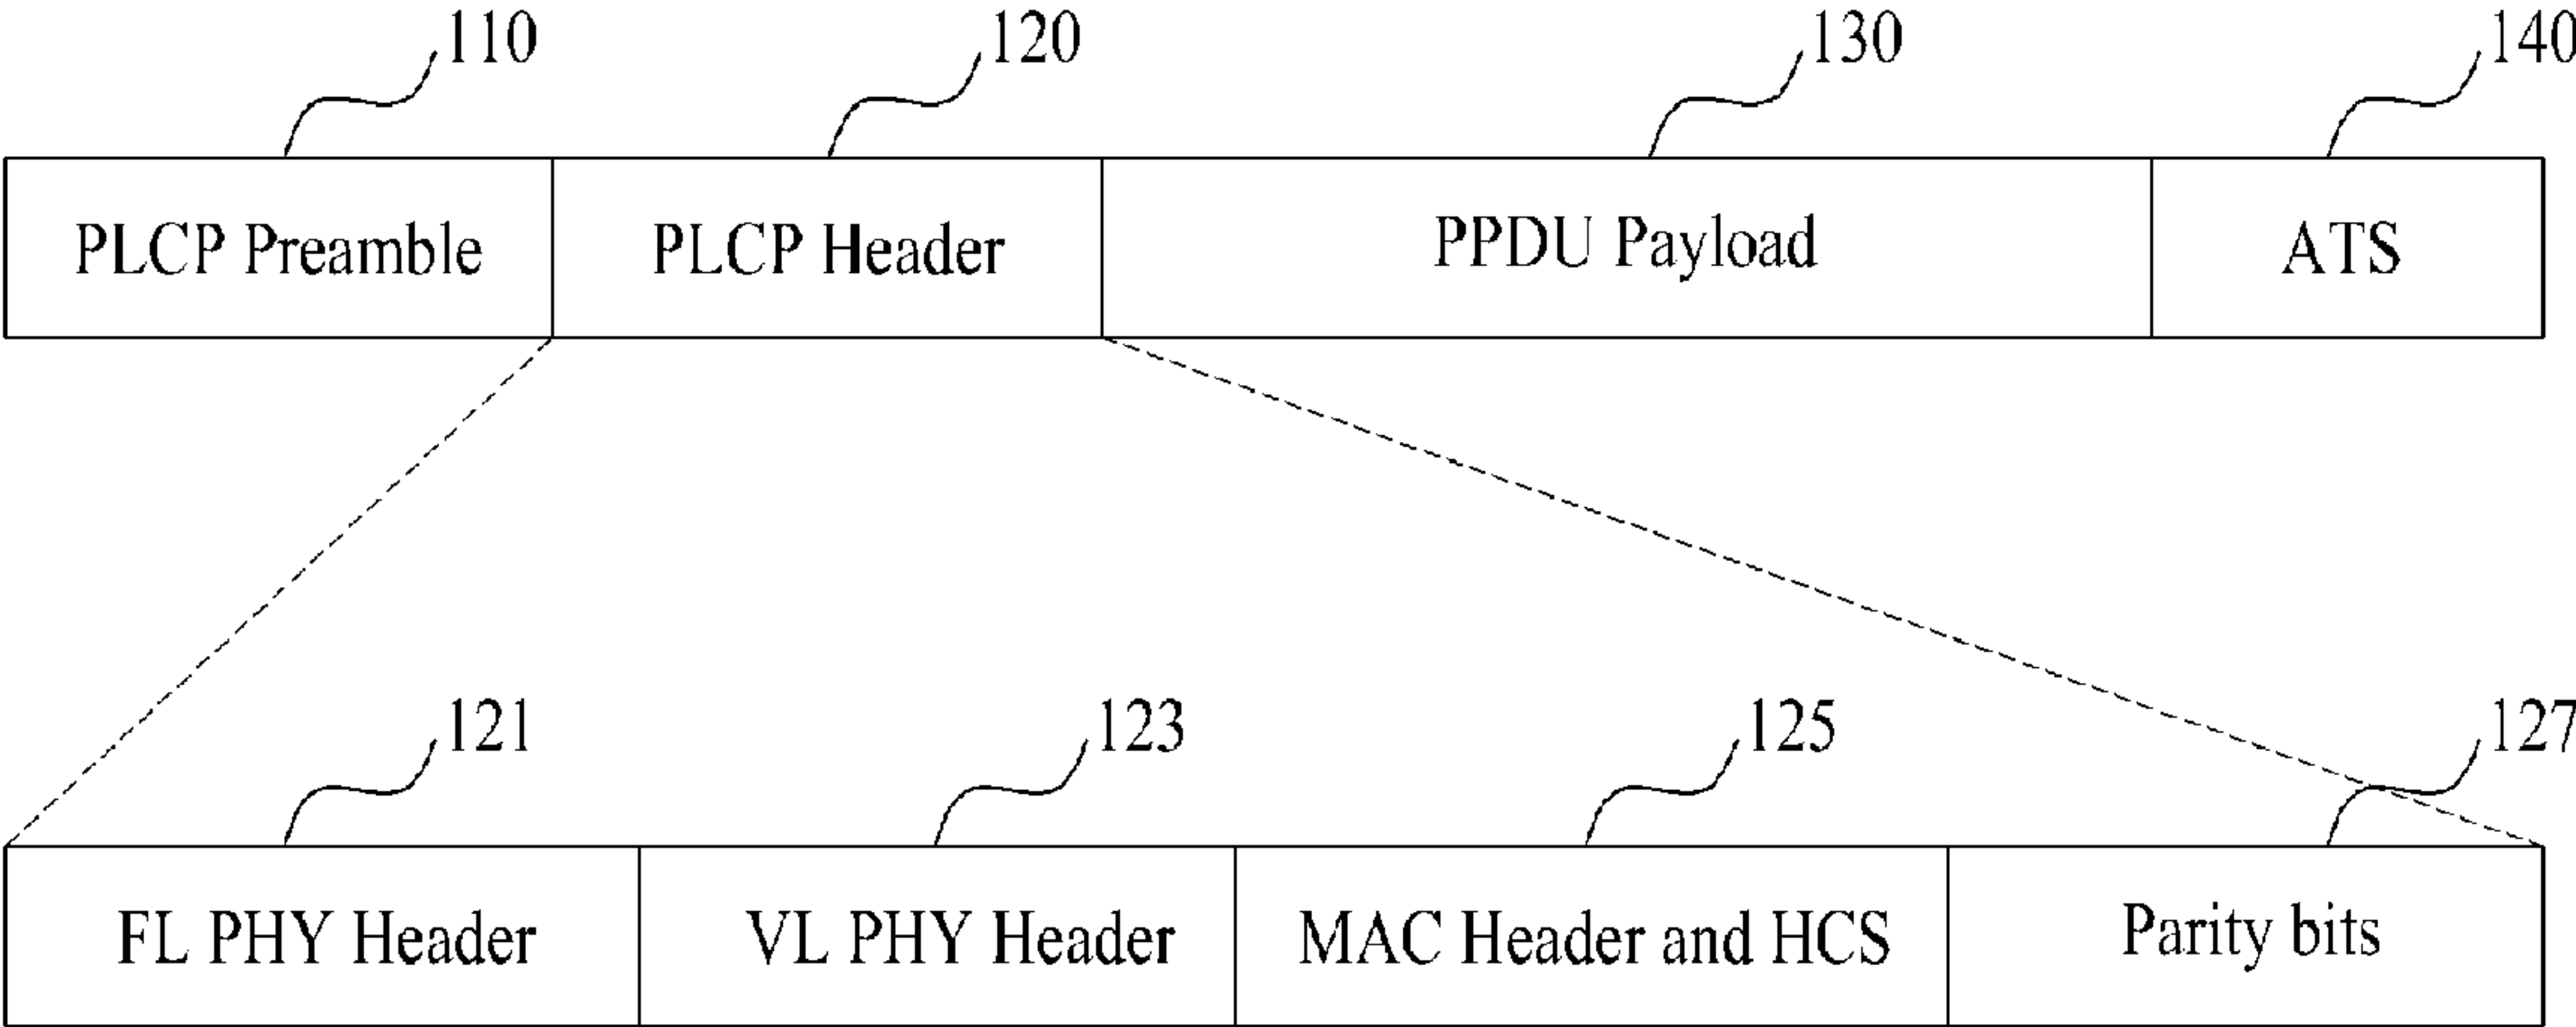 110
120
130
140
PLCP Preamble
PLCP Header
PPDU Payload
ATS
121
123
125
127
FL PHY Header
VL PHY Header
MAC Header and HCS
Parity bits